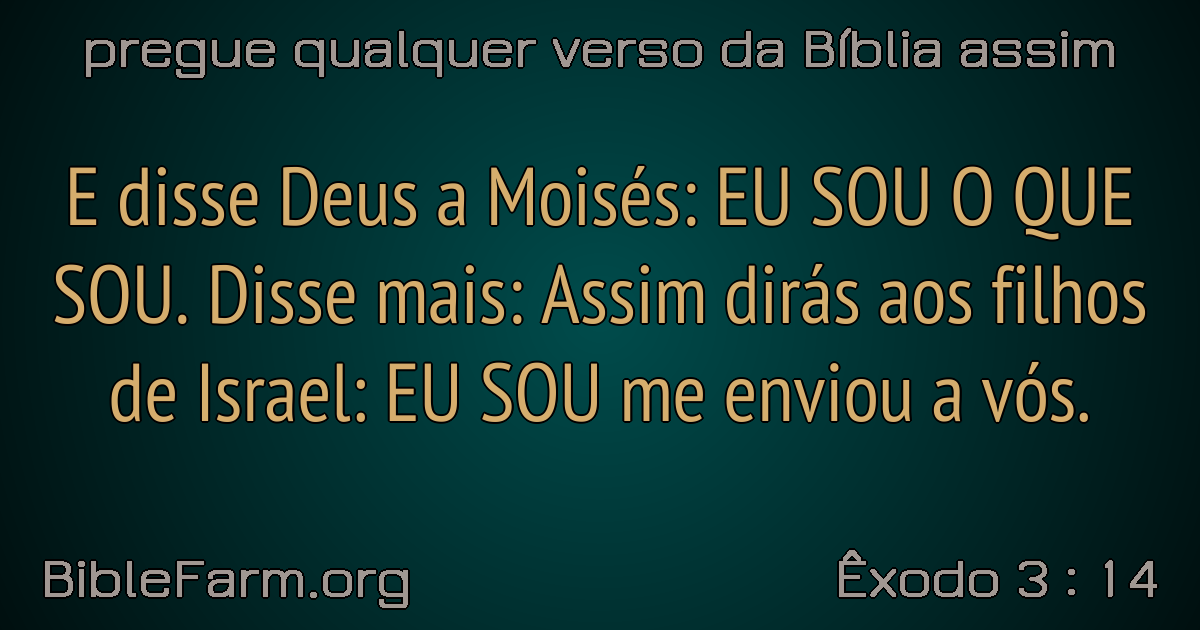 pregue qualquer verso da Bíblia assim
E disse Deus a Moisés: EU SOU O QUE
SOU. Disse mais: Assim dirás aos filhos
de Israel: EU SOU me enviou a vós.
BibleFarm.org
Êxodo 3 : 14